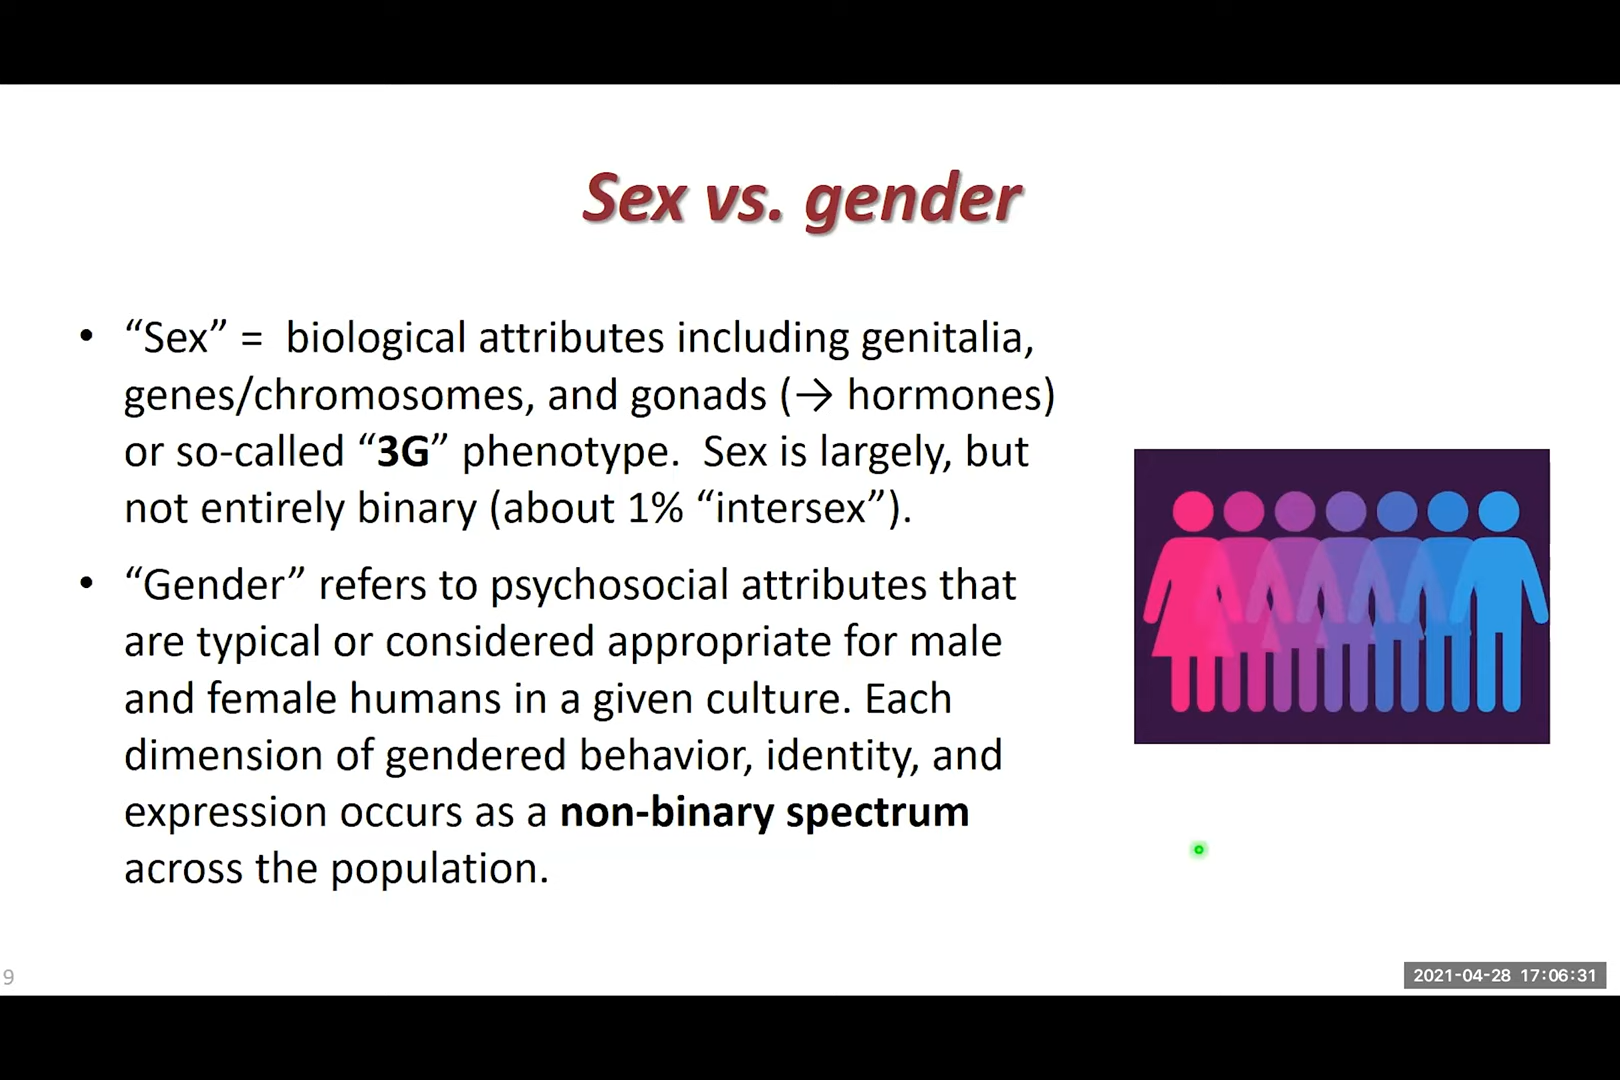 Sex vs. gender
• “Sex” = biological attributes including genitalia,
genes/chromosomes, and gonads (→ hormones)
or so-called “3G” phenotype. Sex is largely, but
not entirely binary (about 1% “intersex”).
• “Gender” refers to psychosocial attributes that
are typical or considered appropriate for male
and female humans in a given culture. Each
dimension of gendered behavior, identity, and
expression occurs as a non-binary spectrum
across the population.
9
2021-04-28 17:06:31